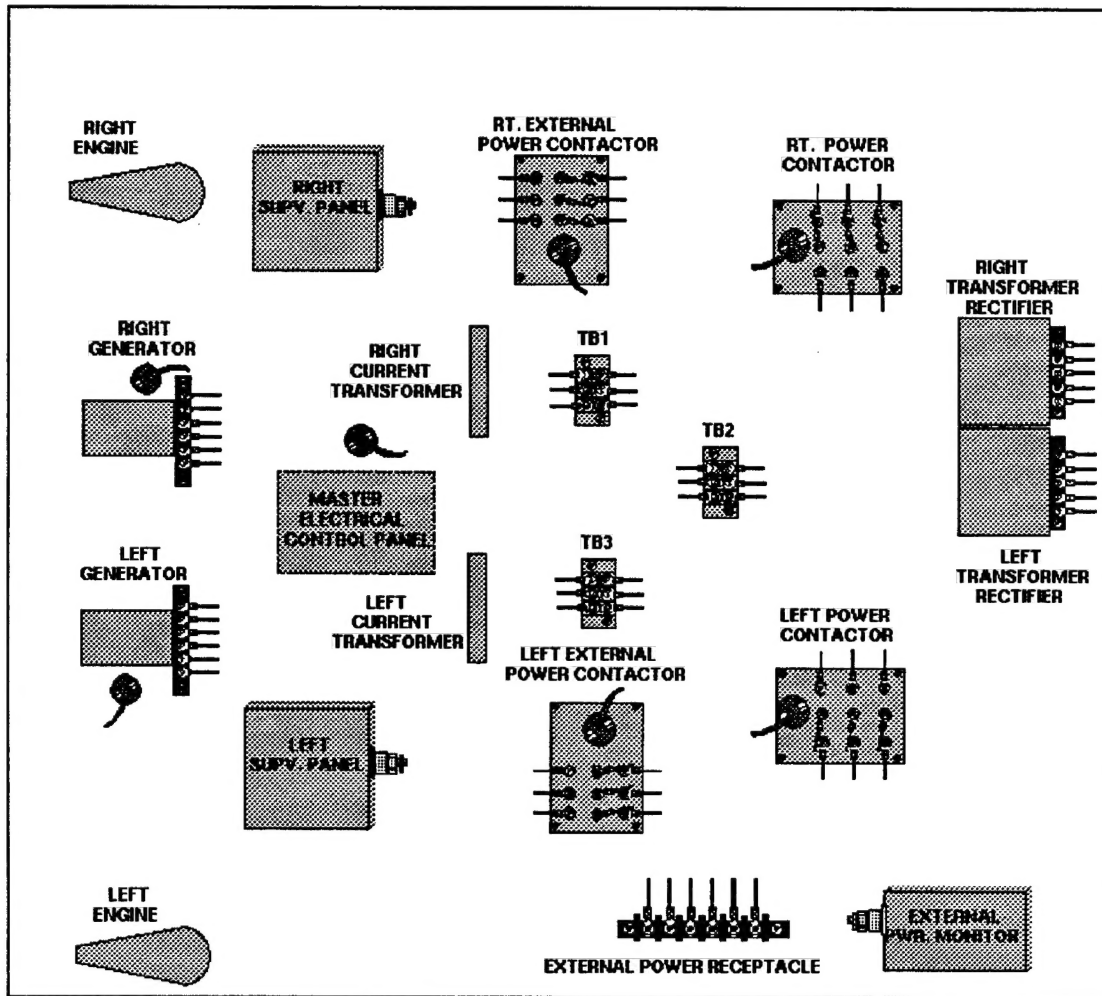 RIGHT
ENGINE
RIGHT
SUPV. PANEL
RT. EXTERNAL
POWER CONTACTOR
RT. POWER
CONTACTOR
RIGHT
TRANSFORMER
RECTIFIER
RIGHT
GENERATOR
RIGHT
CURRENT
TRANSFORMER
TB1
TB2
MASTER
ELECTRICAL
CONTROL PANEL
TB3
LEFT
GENERATOR
LEFT
CURRENT
TRANSFORMER
LEFT
TRANSFORMER
RECTIFIER
LEFT EXTERNAL
POWER CONTACTOR
LEFT POWER
CONTACTOR
LEFT
SUPV. PANEL
LEFT
ENGINE
EXTERNAL POWER RECEPTACLE
EXTERNAL
PWR. MONITOR